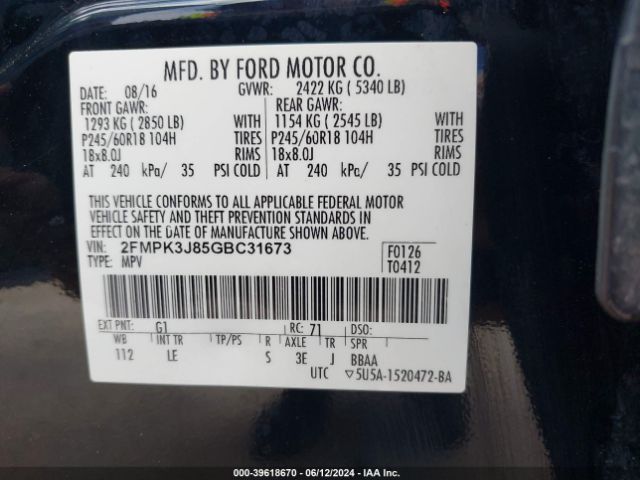 MFD. BY FORD MOTOR CO.
DATE: 08/16 GVWR: 2422 KG ( 5340 LB)
FRONT GAWR: REAR GAWR:
1293 KG ( 2850 LB) WITH 1154 KG ( 2545 LB) WITH
P245/60R18 104H TIRES P245/60R18 104H TIRES
18x8.0J RIMS 18x8.0J RIMS
AT 240 kPa/ 35 PSI COLD AT 240 kPa/ 35 PSI COLD
THIS VEHICLE CONFORMS TO ALL APPLICABLE FEDERAL MOTOR
VEHICLE SAFETY AND THEFT PREVENTION STANDARDS IN
EFFECT ON THE DATE OF MANUFACTURE SHOWN ABOVE.
VIN: 2FMPK3J85GBC31673 F0126
TYPE: MPV T0412
EXT PNT: G1 RC: 71 DSO:
WB INT TR TP/PS R AXLE TR SPR
112 LE S 3E J BBAA
UTC ▽5U5A-1520472-BA
000-39618670 - 06/12/2024 - IAAI.com